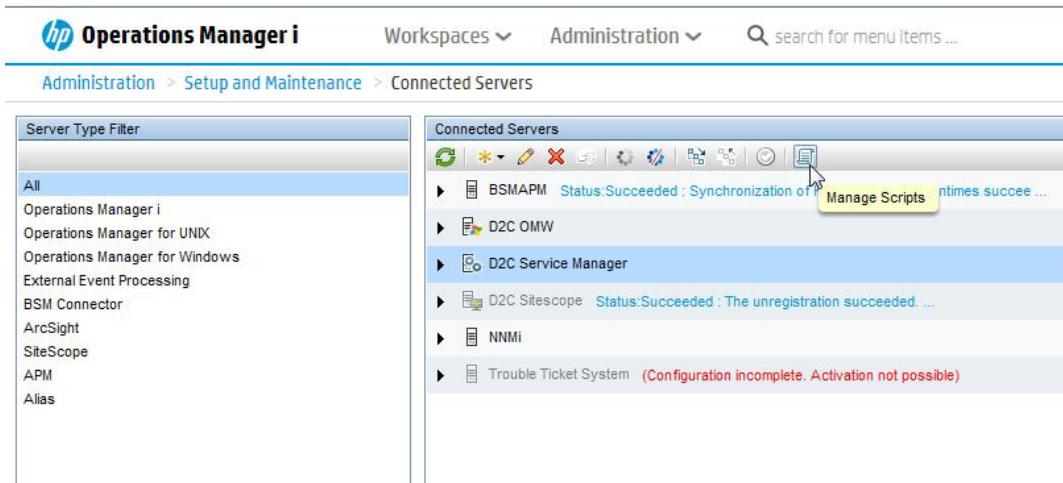 hp Operations Manager i Workspaces Administration search for menu items ...
Administration > Setup and Maintenance > Connected Servers
Server Type Filter
All
Operations Manager i
Operations Manager for UNIX
Operations Manager for Windows
External Event Processing
BSM Connector
ArcSight
SiteScope
APM
Alias
Connected Servers
BSMAPM Status:Succeeded : Synchronization of ntimes succee ...
Manage Scripts
D2C OMW
D2C Service Manager
D2C Sitescope Status:Succeeded : The unregistration succeeded. ...
NNMi
Trouble Ticket System (Configuration incomplete. Activation not possible)